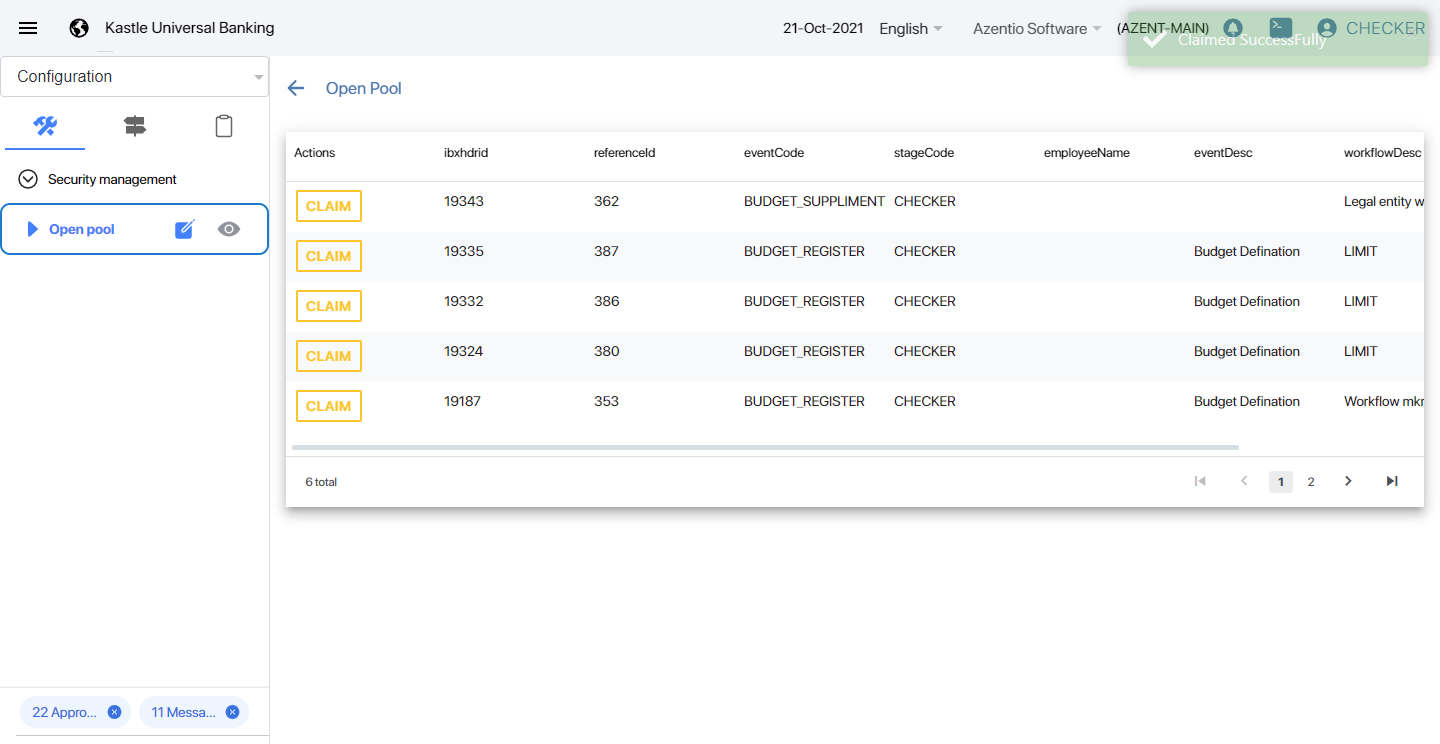 Kastle Universal Banking
21-Oct-2021 English Azentio Software (AZENT-MAIN) CHECKER
Claimed SuccessFully
Configuration
Open Pool
Security management
Open pool
Actions ibxhdrid referenceId eventCode stageCode employeeName eventDesc workflowDesc
CLAIM 19343 362 BUDGET_SUPPLIMENT CHECKER Legal entity w
CLAIM 19335 387 BUDGET_REGISTER CHECKER Budget Defination LIMIT
CLAIM 19332 386 BUDGET_REGISTER CHECKER Budget Defination LIMIT
CLAIM 19324 380 BUDGET_REGISTER CHECKER Budget Defination LIMIT
CLAIM 19187 353 BUDGET_REGISTER CHECKER Budget Defination Workflow mkr
6 total 1 2
22 Appro... 11 Messa...